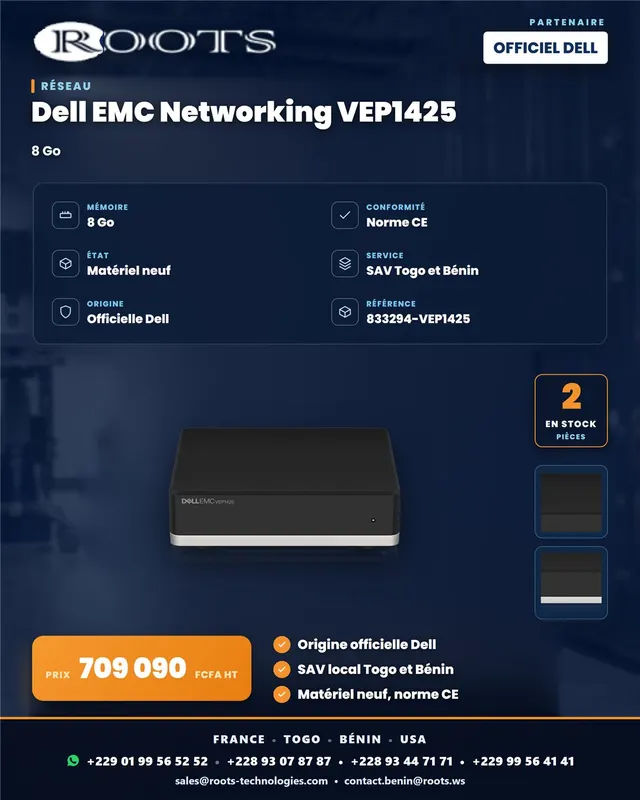 ROOTS
PARTENAIRE
OFFICIEL DELL
RÉSEAU
Dell EMC Networking VEP1425
8 Go
MÉMOIRE
8 Go
CONFORMITÉ
Norme CE
ÉTAT
Matériel neuf
SERVICE
SAV Togo et Bénin
ORIGINE
Officielle Dell
RÉFÉRENCE
833294-VEP1425
2
EN STOCK
PIÈCES
DELLEMC VEP1425
PRIX 709 090 FCFA HT
Origine officielle Dell
SAV local Togo et Bénin
Matériel neuf, norme CE
FRANCE • TOGO • BÉNIN • USA
+229 01 99 56 52 52 • +228 93 07 87 87 • +228 93 44 71 71 • +229 99 56 41 41
sales@roots-technologies.com • contact.benin@roots.ws